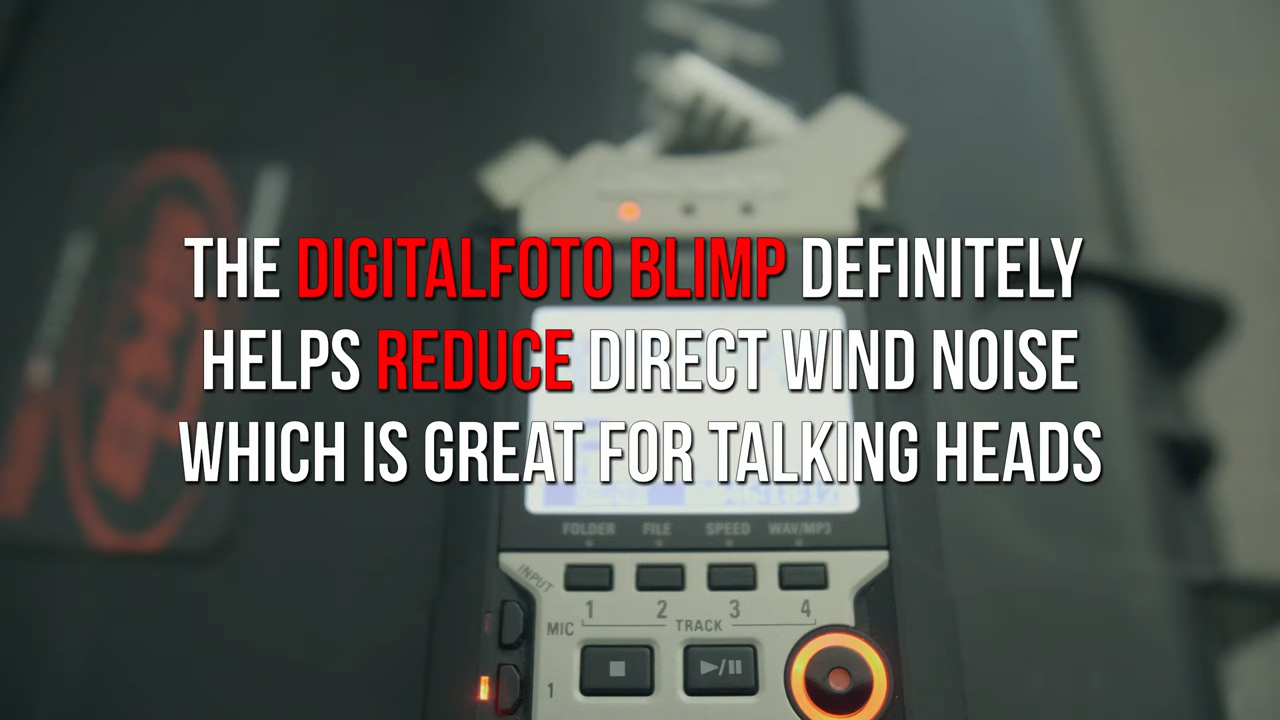 THE DIGITALFOTO BLIMP DEFINITELY
HELPS REDUCE DIRECT WIND NOISE
WHICH IS GREAT FOR TALKING HEADS
FOLDER FILE SPEED WAV/MP3
INPUT
1 2 3 4
MIC TRACK
1